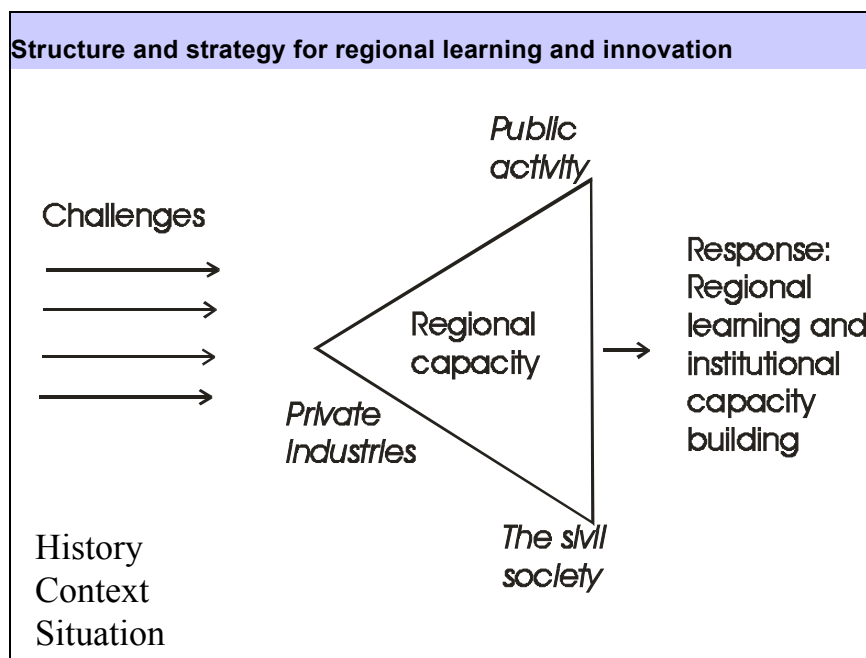 Structure and strategy for regional learning and innovation
Public
activity
Challenges
Response:
Regional
learning and
institutional
capacity
building
Regional
capacity
Private
Industries
The sivil
society
History
Context
Situation